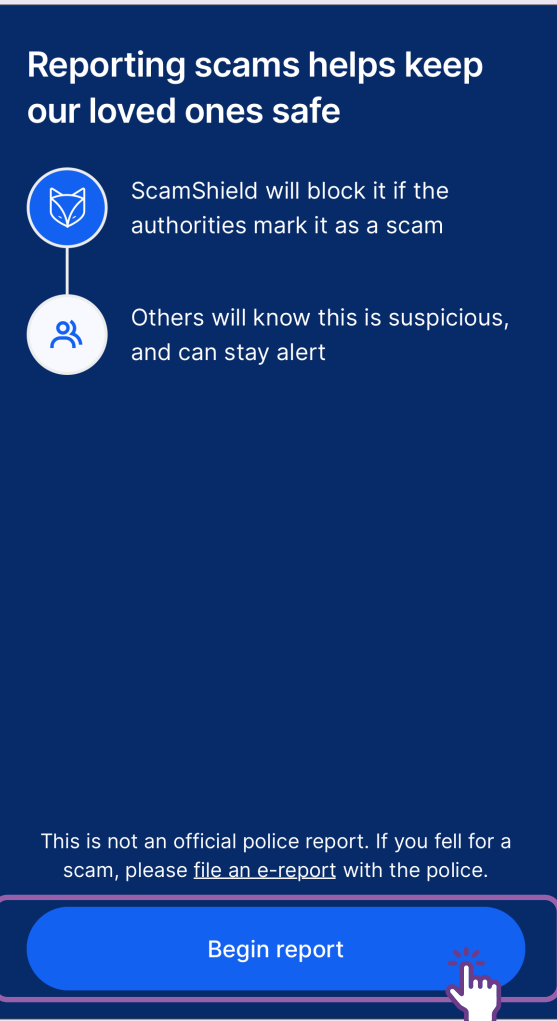 Reporting scams helps keep
our loved ones safe
ScamShield will block it if the
authorities mark it as a scam
Others will know this is suspicious,
and can stay alert
This is not an official police report. If you fell for a
scam, please file an e-report with the police.
Begin report